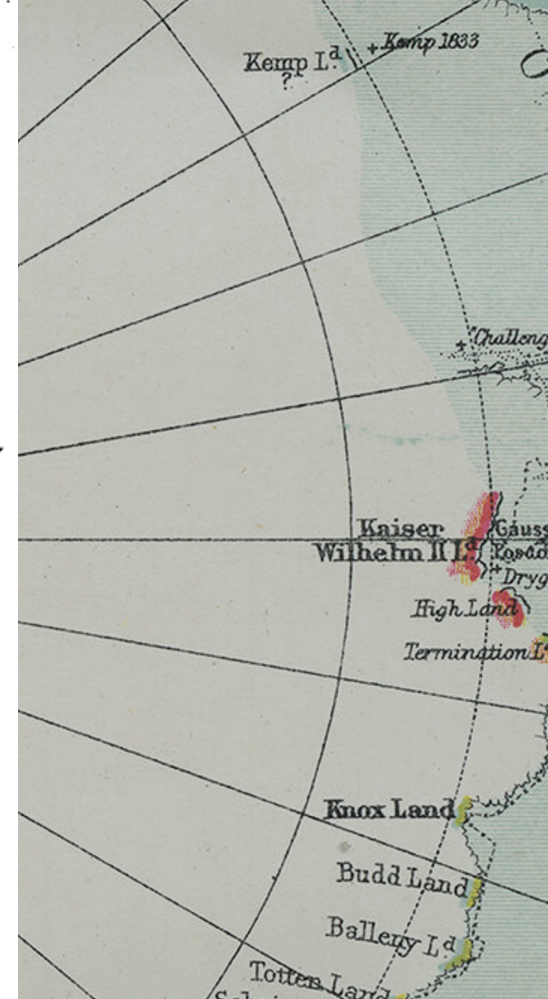 Kemp 1833
Kemp Lᵈ
?
Challeng
Kaiser
Wilhelm II Lᵈ
Gauss
Posad
Dryg
High Land
Termination Lᵈ
Knox Land
Budd Land
Balleny Lᵈ
Totten Land